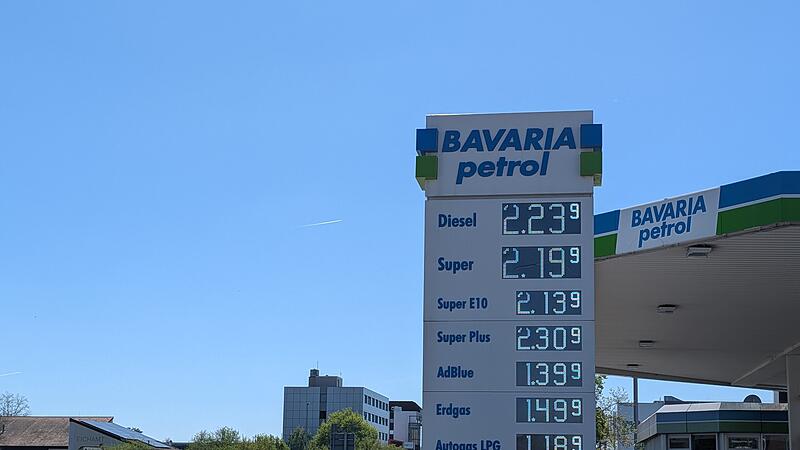 BAVARIA
petrol
Diesel 2.23⁹
Super 2.19⁹
Super E10 2.13⁹
Super Plus 2.30⁹
AdBlue 1.39⁹
Erdgas 1.49⁹
Autogas LPG 1.18⁹
BAVARIA
petrol
EICHAMT